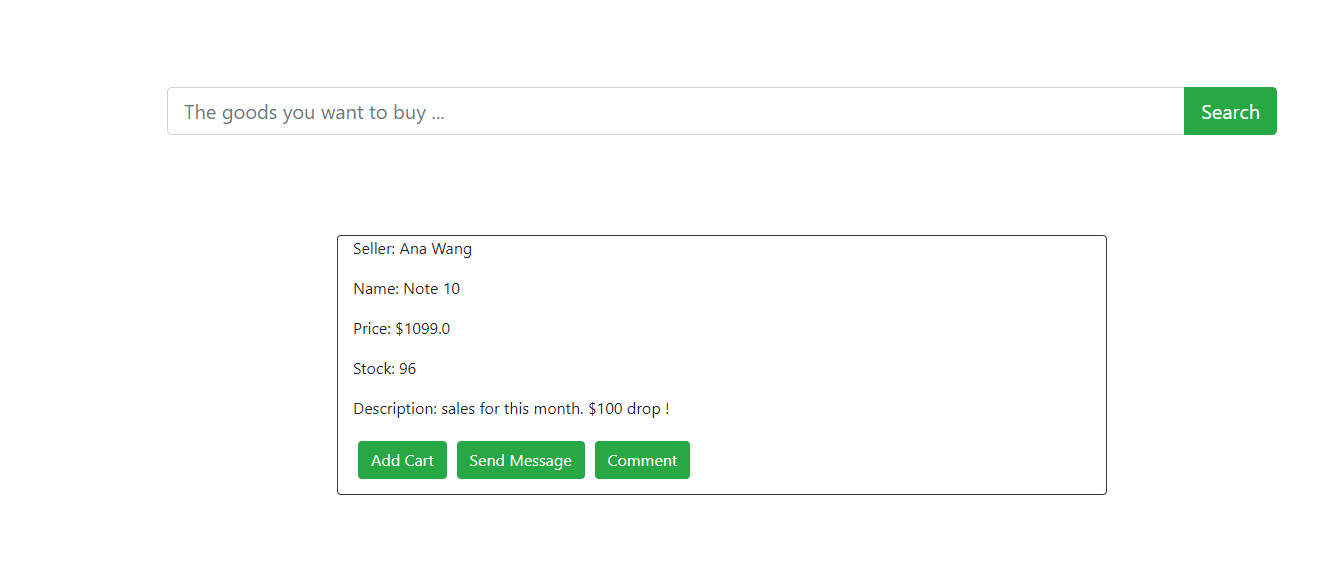 The goods you want to buy ...
Search
Seller: Ana Wang
Name: Note 10
Price: $1099.0
Stock: 96
Description: sales for this month. $100 drop !
Add Cart
Send Message
Comment